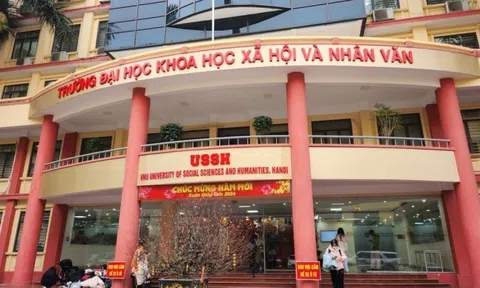 TRƯỜNG ĐẠI HỌC KHOA HỌC XÃ HỘI VÀ NHÂN VĂN
USSH
VNU UNIVERSITY OF SOCIAL SCIENCES AND HUMANITIES, HANOI
CHÚC MỪNG NĂM MỚI